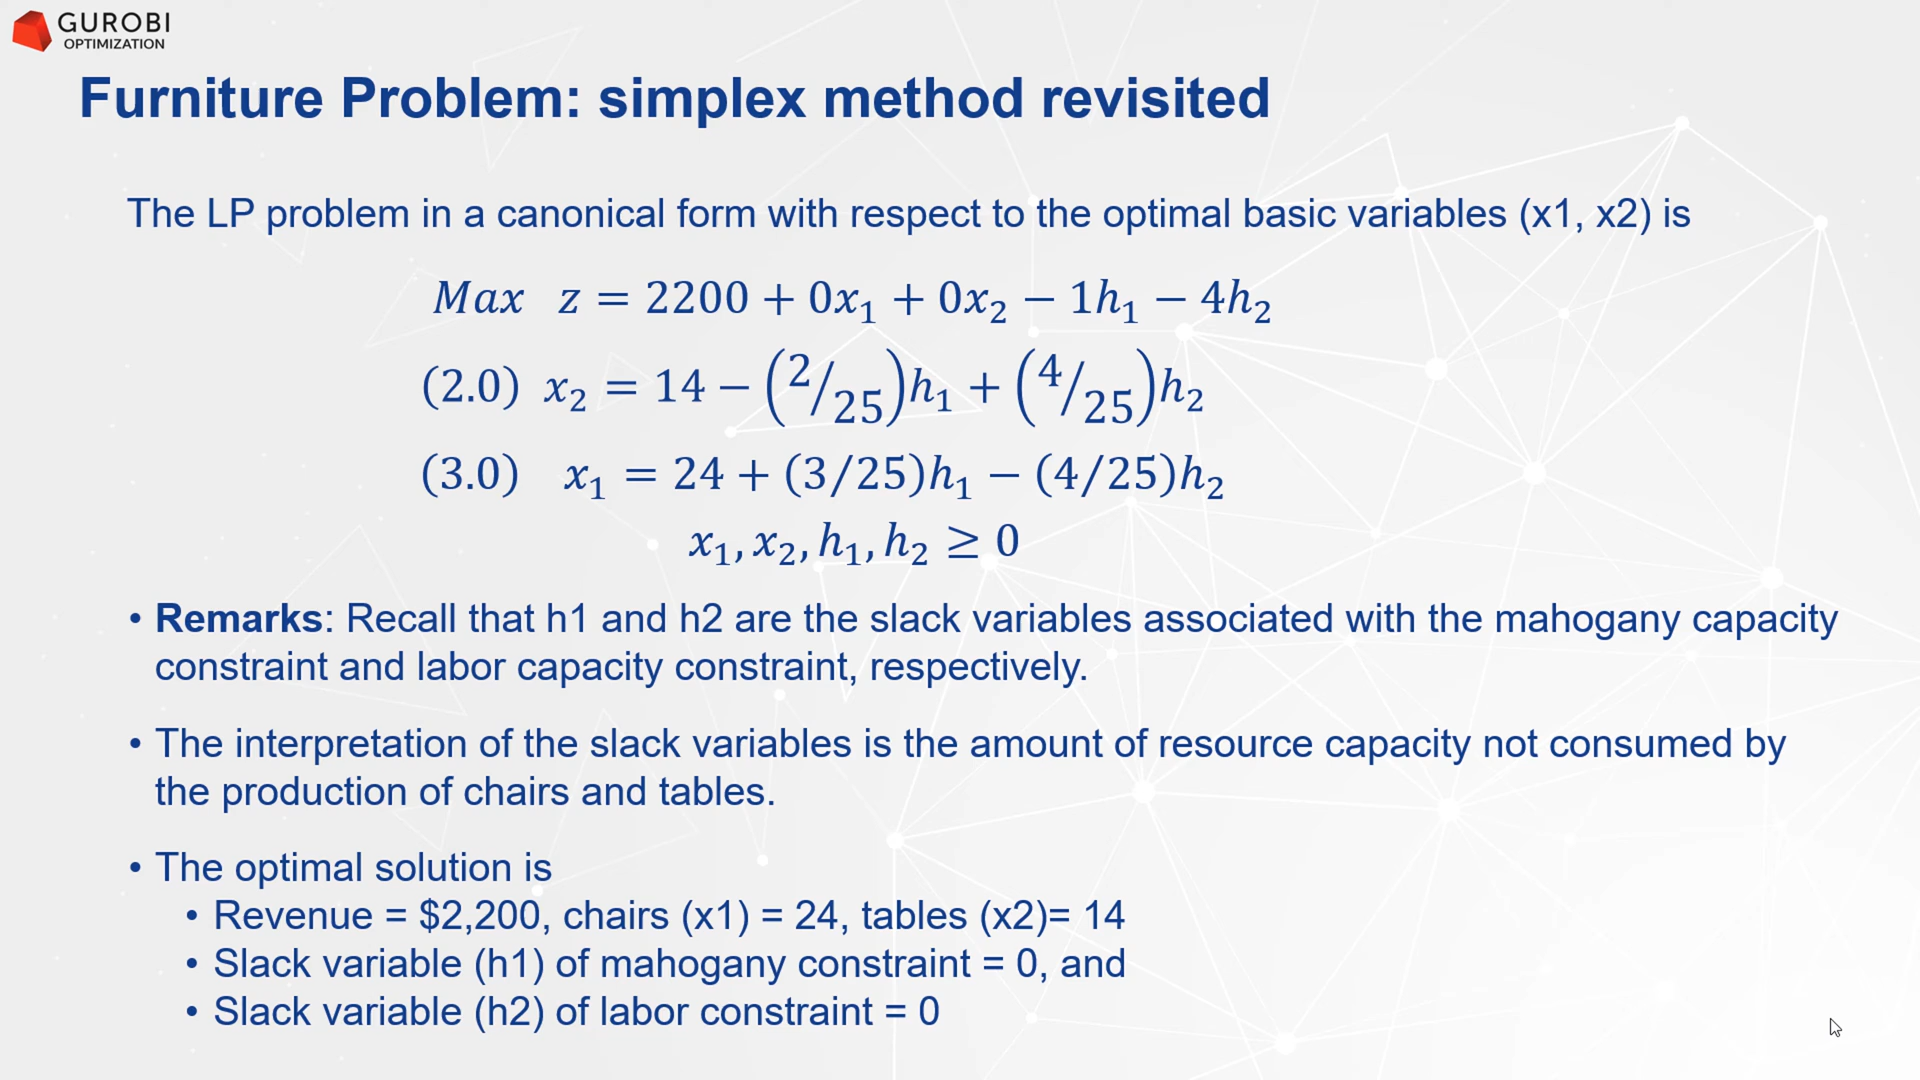 GUROBI
OPTIMIZATION
Furniture Problem: simplex method revisited
The LP problem in a canonical form with respect to the optimal basic variables (x1, x2) is
Max z = 2200 + 0x₁ + 0x₂ − 1h₁ − 4h₂
(2.0) x₂ = 14 − (2/25)h₁ + (4/25)h₂
(3.0) x₁ = 24 + (3/25)h₁ − (4/25)h₂
x₁, x₂, h₁, h₂ ≥ 0
• Remarks: Recall that h1 and h2 are the slack variables associated with the mahogany capacity
constraint and labor capacity constraint, respectively.
• The interpretation of the slack variables is the amount of resource capacity not consumed by
the production of chairs and tables.
• The optimal solution is
• Revenue = $2,200, chairs (x1) = 24, tables (x2)= 14
• Slack variable (h1) of mahogany constraint = 0, and
• Slack variable (h2) of labor constraint = 0